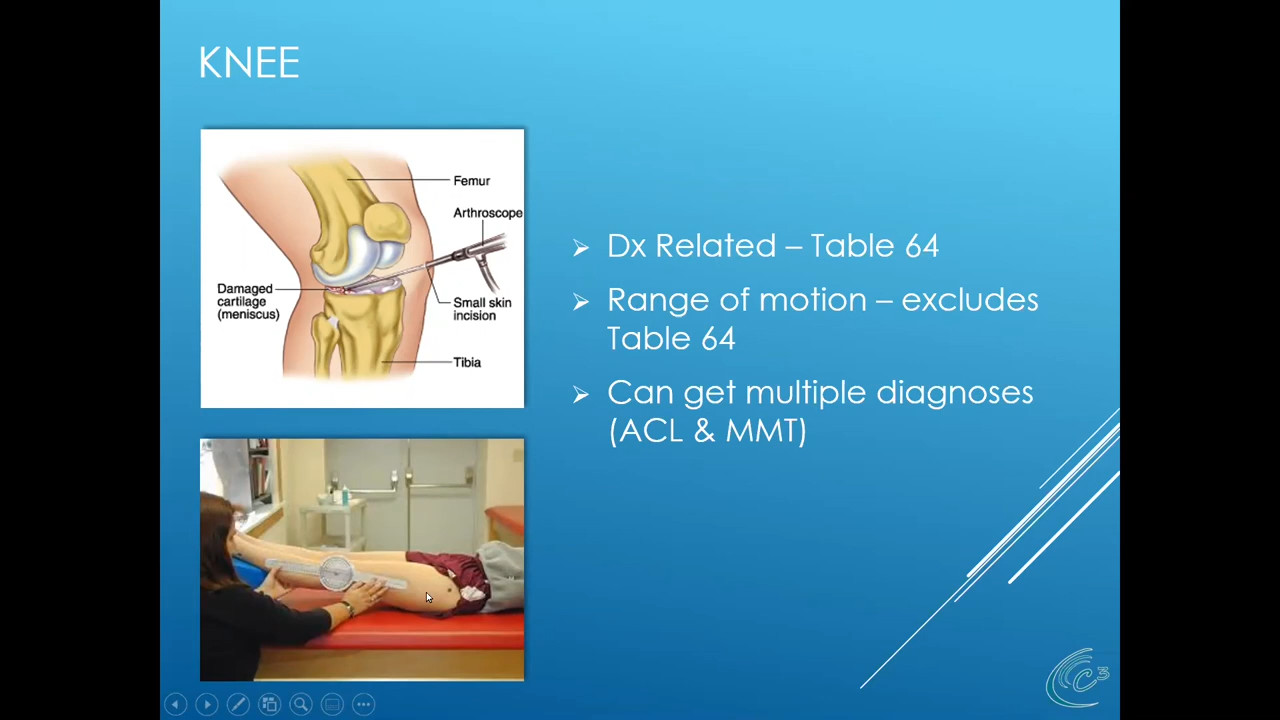 KNEE
Femur
Arthroscope
Damaged
cartilage
(meniscus)
Small skin
incision
Tibia
Dx Related – Table 64
Range of motion – excludes
Table 64
Can get multiple diagnoses
(ACL & MMT)
C3